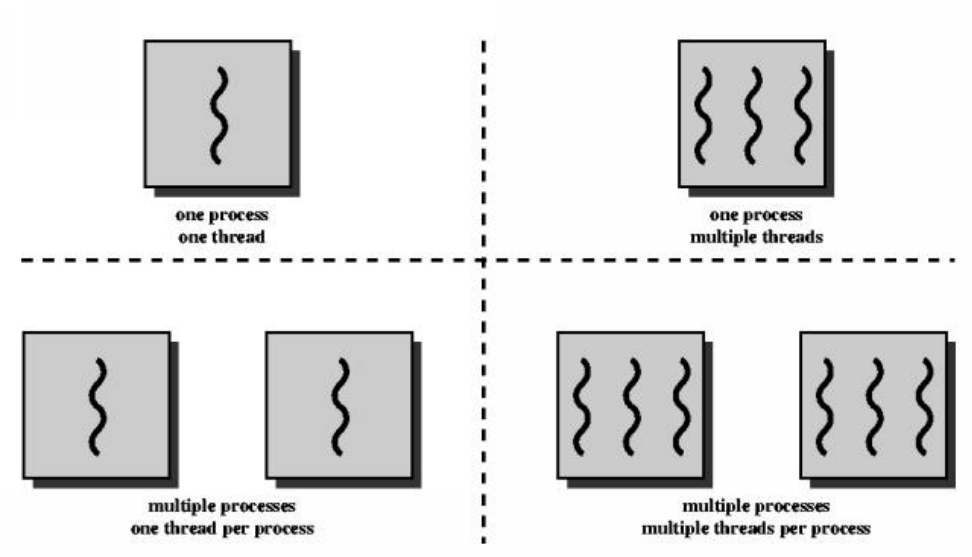 one process
one thread
one process
multiple threads
multiple processes
one thread per process
multiple processes
multiple threads per process